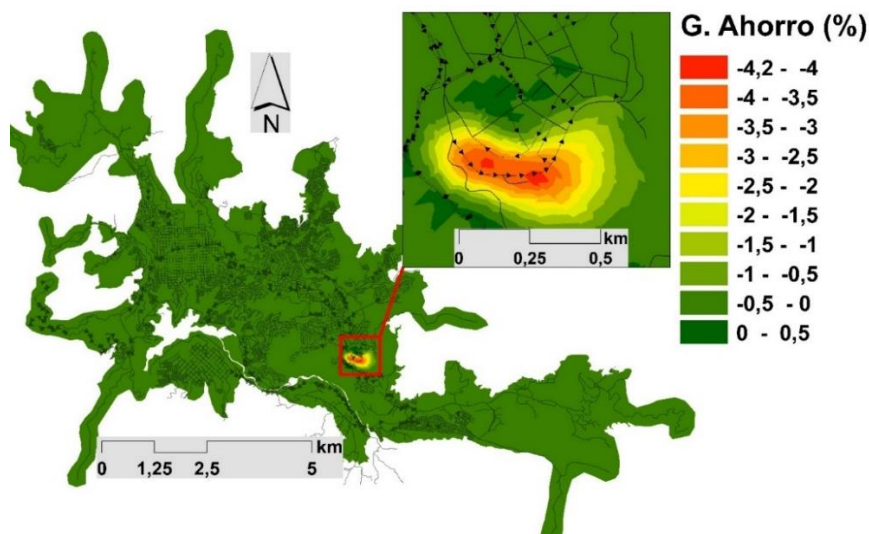 G. Ahorro (%)
-4,2 - -4
-4 - -3,5
-3,5 - -3
-3 - -2,5
-2,5 - -2
-2 - -1,5
-1,5 - -1
-1 - -0,5
-0,5 - 0
0 - 0,5
N
km
0 0,25 0,5
km
0 1,25 2,5 5